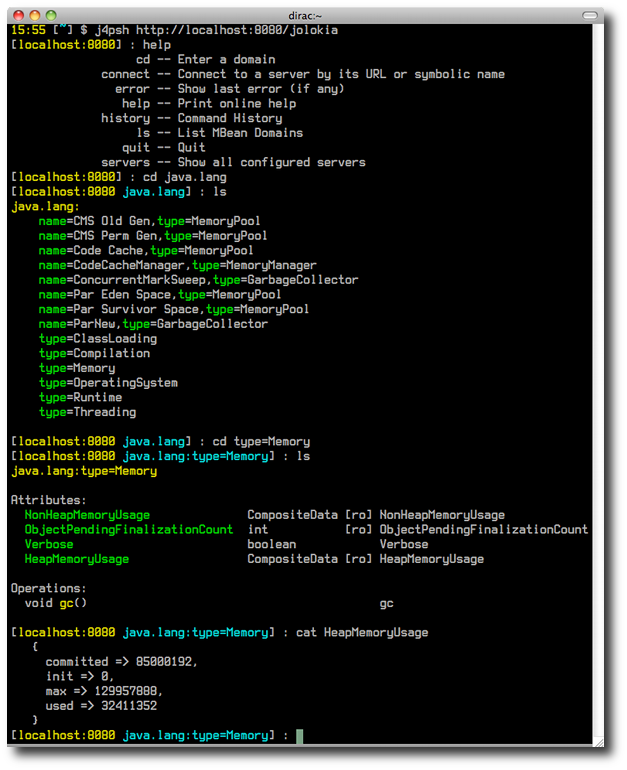 dirac:~
15:55 [~] $ j4psh http://localhost:8080/jolokia
[localhost:8080] : help
cd -- Enter a domain
connect -- Connect to a server by its URL or symbolic name
error -- Show last error (if any)
help -- Print online help
history -- Command History
ls -- List MBean Domains
quit -- Quit
servers -- Show all configured servers
[localhost:8080] : cd java.lang
[localhost:8080 java.lang] : ls
java.lang:
name=CMS Old Gen,type=MemoryPool
name=CMS Perm Gen,type=MemoryPool
name=Code Cache,type=MemoryPool
name=CodeCacheManager,type=MemoryManager
name=ConcurrentMarkSweep,type=GarbageCollector
name=Par Eden Space,type=MemoryPool
name=Par Survivor Space,type=MemoryPool
name=ParNew,type=GarbageCollector
type=ClassLoading
type=Compilation
type=Memory
type=OperatingSystem
type=Runtime
type=Threading
[localhost:8080 java.lang] : cd type=Memory
[localhost:8080 java.lang:type=Memory] : ls
java.lang:type=Memory
Attributes:
NonHeapMemoryUsage CompositeData [ro] NonHeapMemoryUsage
ObjectPendingFinalizationCount int [ro] ObjectPendingFinalizationCount
Verbose boolean Verbose
HeapMemoryUsage CompositeData [ro] HeapMemoryUsage
Operations:
void gc() gc
[localhost:8080 java.lang:type=Memory] : cat HeapMemoryUsage
{
committed => 85000192,
init => 0,
max => 129957888,
used => 32411352
}
[localhost:8080 java.lang:type=Memory] :